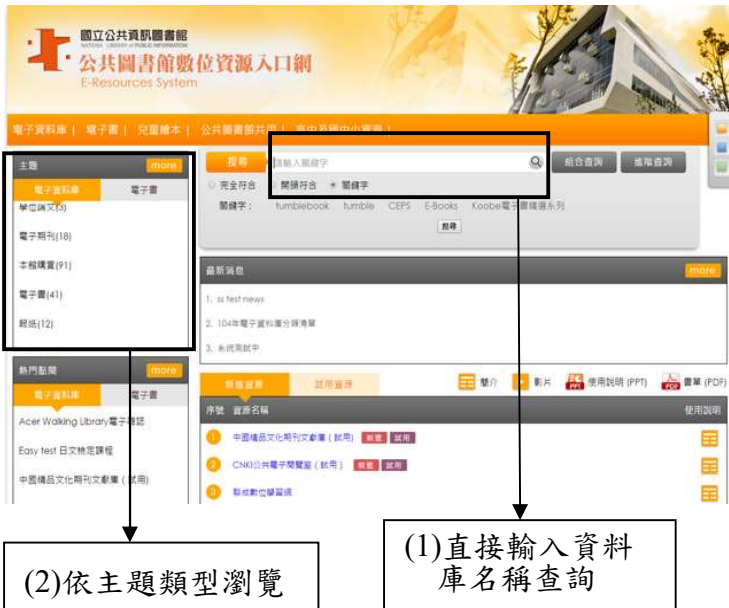 國立公共資訊圖書館
NATIONAL LIBRARY of PUBLIC INFORMATION
公共圖書館數位資源入口網
E-Resources System
電子資料庫 | 電子書 | 兒童繪本 | 公共圖書館共用 | 高中及國中小資源 |
主題 more
電子資料庫 電子書
學位論文(3)
電子期刊(18)
本館購買(91)
電子書(41)
報紙(12)
搜尋 請輸入關鍵字 組合查詢 進階查詢
完全符合 開頭符合 關鍵字
關鍵字: tumblebook tumble CEPS E-Books Koobe電子書精選系列
搜尋
最新消息 more
1. ss test news
2. 104年電子資料庫分類清單
3. 系統測試中
熱門點閱 more
電子資料庫 電子書
Acer Walking Library電子雜誌
Easy test 日文檢定課程
中國精品文化期刊文獻庫 (試用)
新進資源 試用資源 簡介 影片 使用說明 (PPT) 書單 (PDF)
序號 資源名稱 使用說明
1 中國精品文化期刊文獻庫 ( 試用) 新進 試用
2 CNKI公共電子閱覽室 ( 試用 ) 新進 試用
3 聯成數位學習網
(1)直接輸入資料
庫名稱查詢
(2)依主題類型瀏覽